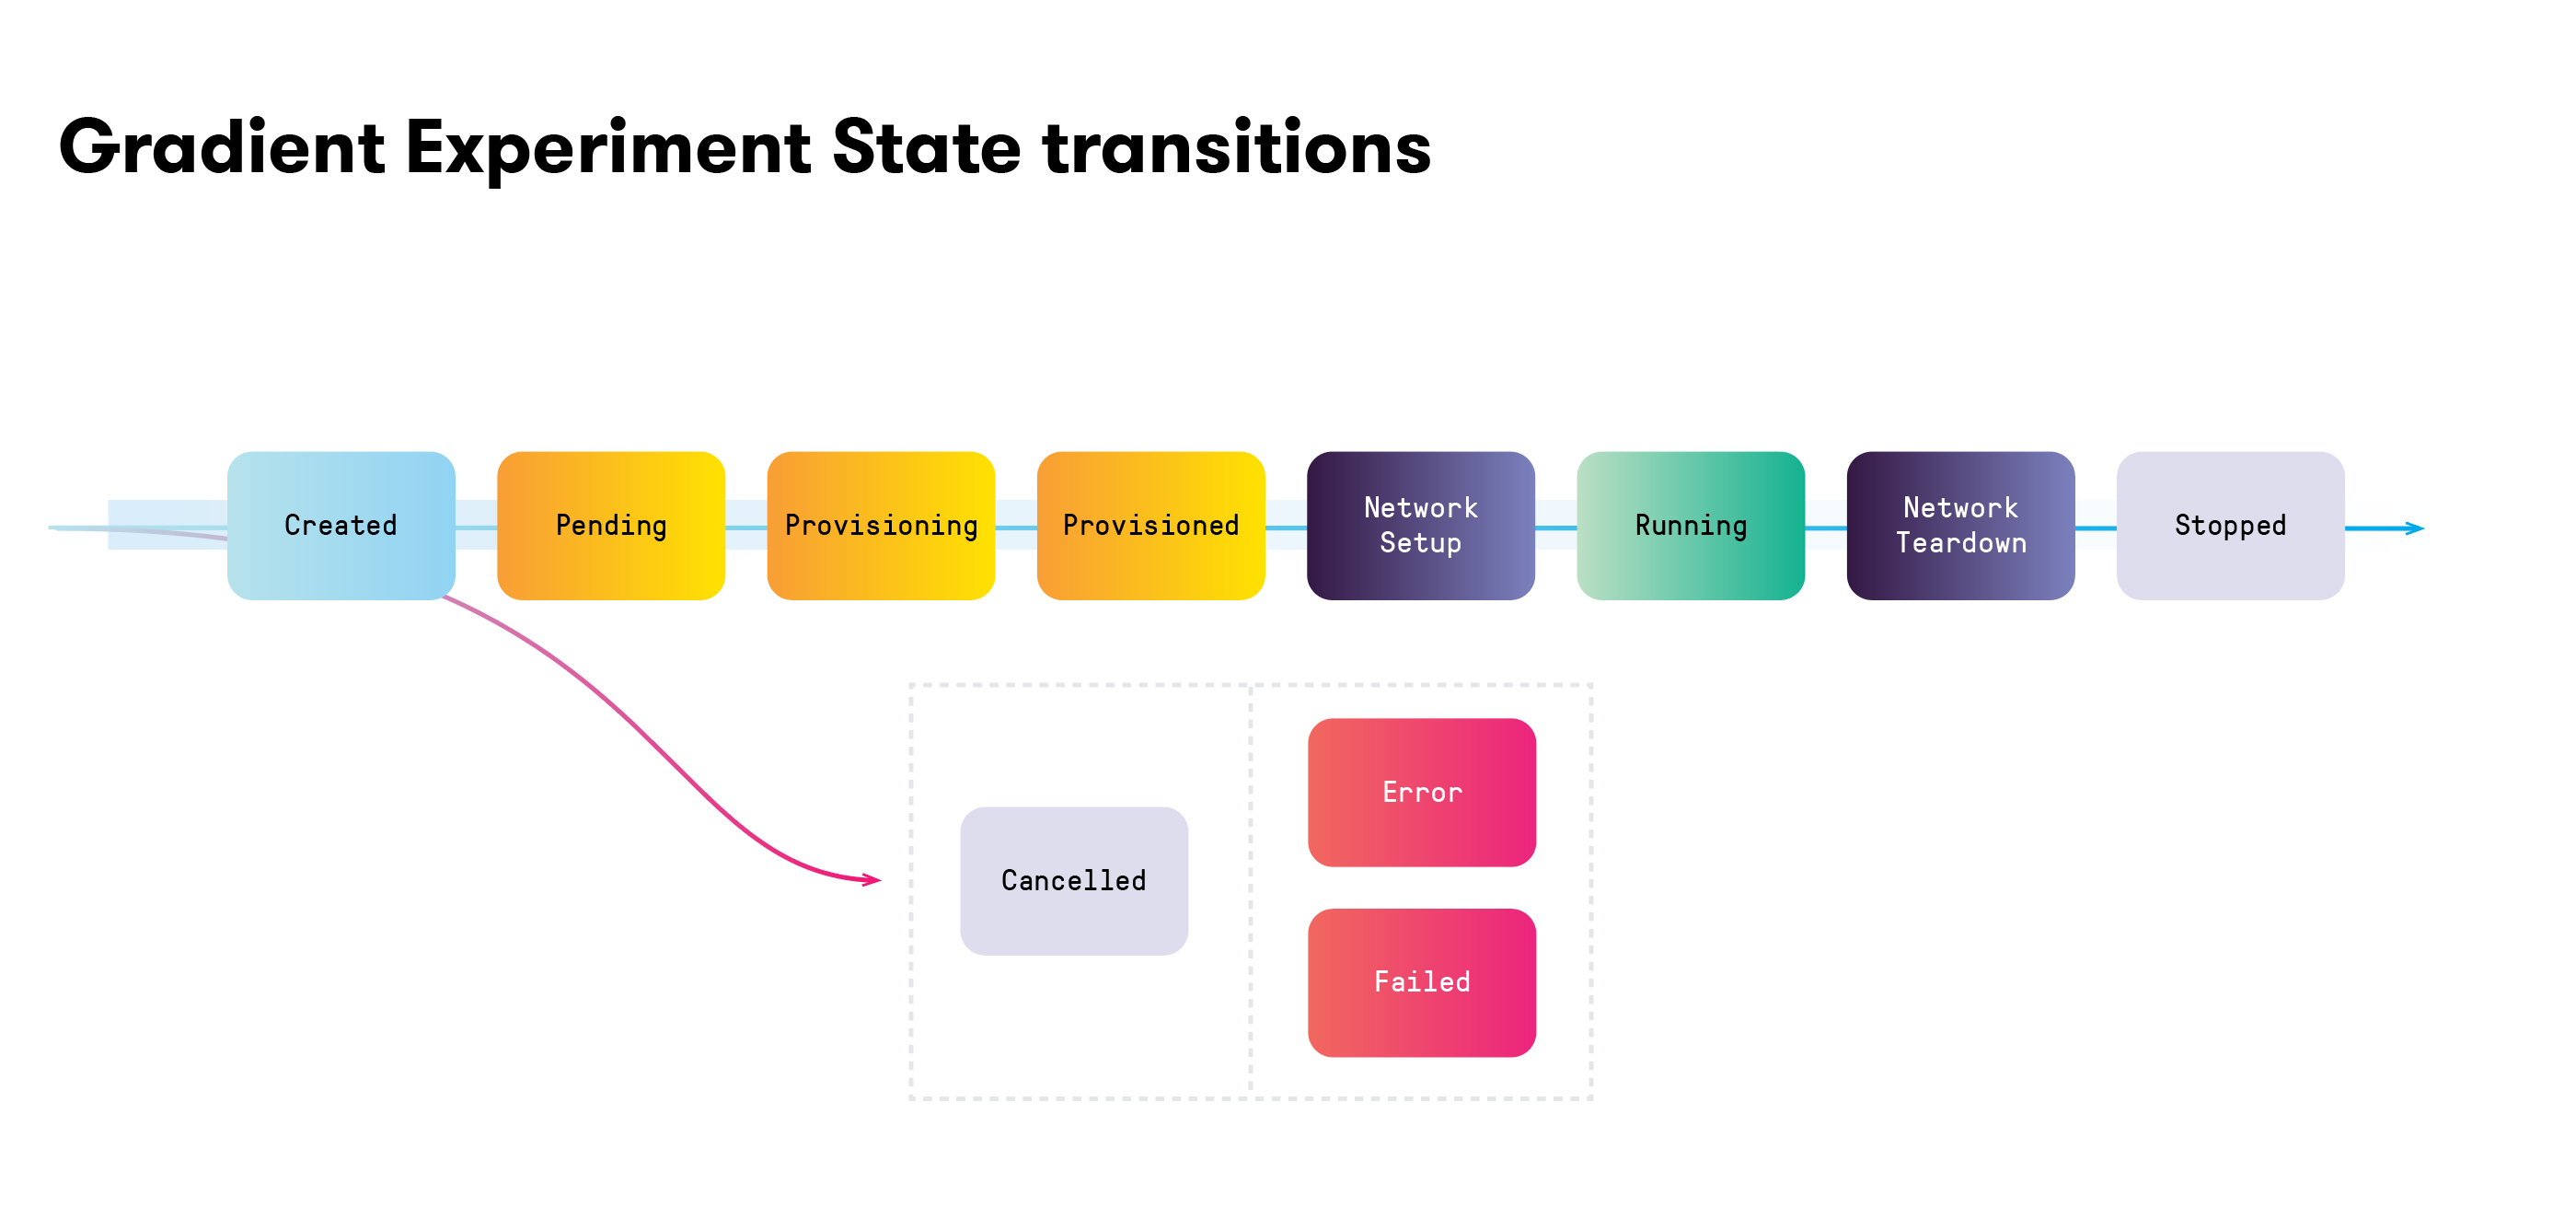 Gradient Experiment State transitions
Created
Pending
Provisioning
Provisioned
Network
Setup
Running
Network
Teardown
Stopped
Cancelled
Error
Failed